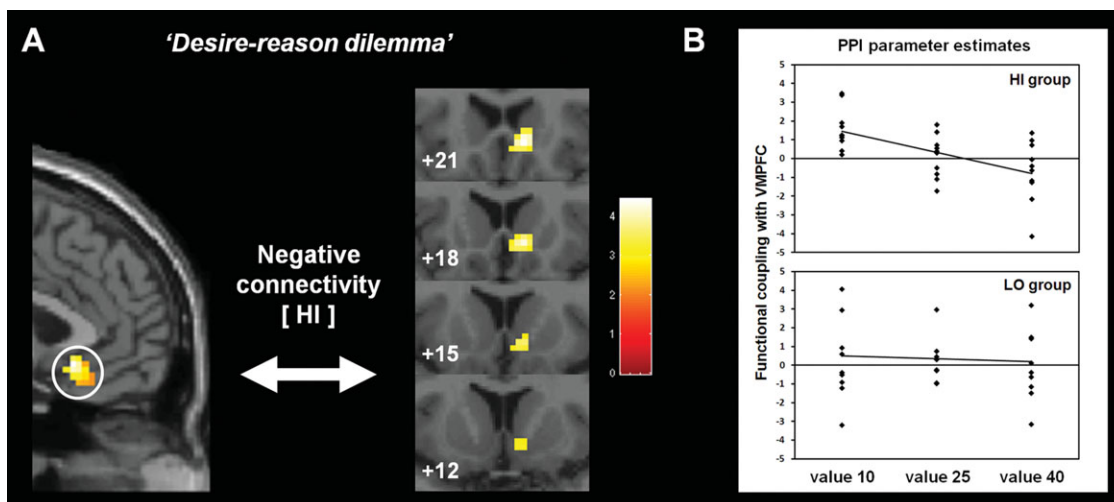 A
'Desire-reason dilemma'
Negative
connectivity
[ HI ]
+21
+18
+15
+12
4
3
2
1
0
B
PPI parameter estimates
Functional coupling with VMPFC
HI group
5
4
3
2
1
0
-1
-2
-3
-4
-5
LO group
5
4
3
2
1
0
-1
-2
-3
-4
-5
value 10 value 25 value 40